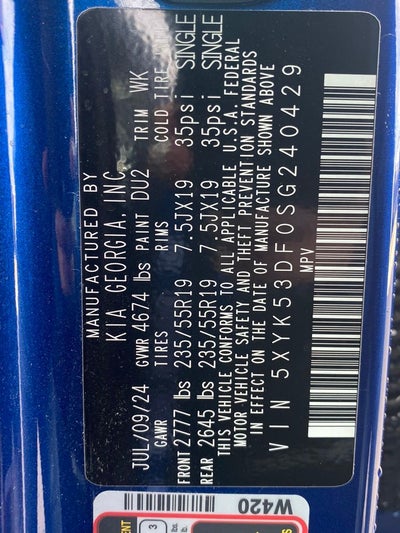 MANUFACTURED BY
KIA GEORGIA, INC.
JUL/09/24 GVWR 4674 lbs PAINT DU2 TRIM WK
GAWR TIRES RIMS COLD TIRE
FRONT 2777 lbs 235/55R19 7.5JX19 35psi SINGLE
REAR 2645 lbs 235/55R19 7.5JX19 35psi SINGLE
THIS VEHICLE CONFORMS TO ALL APPLICABLE U.S.A. FEDERAL
MOTOR VEHICLE SAFETY AND THEFT PREVENTION STANDARDS
IN EFFECT ON THE DATE OF MANUFACTURE SHOWN ABOVE
VIN 5XYK53DF0SG240429
MPV
W420
3
lbs.